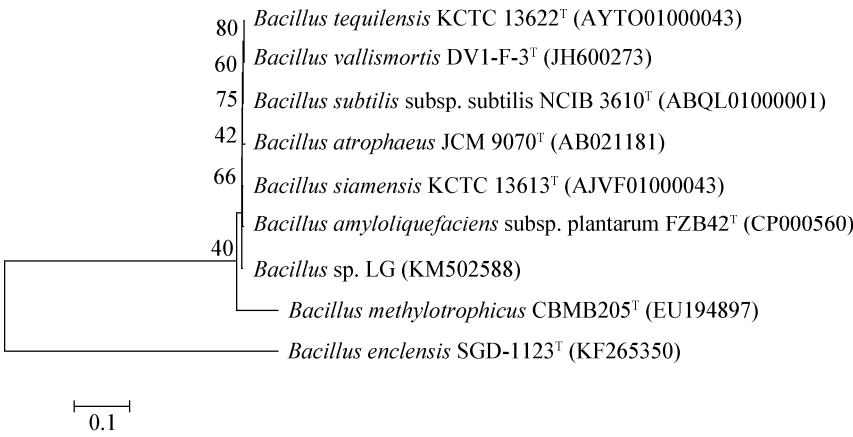 Bacillus tequilensis KCTC 13622ᵀ (AYTO01000043)
80
Bacillus vallismortis DV1-F-3ᵀ (JH600273)
60
Bacillus subtilis subsp. subtilis NCIB 3610ᵀ (ABQL01000001)
75
Bacillus atrophaeus JCM 9070ᵀ (AB021181)
42
Bacillus siamensis KCTC 13613ᵀ (AJVF01000043)
66
Bacillus amyloliquefaciens subsp. plantarum FZB42ᵀ (CP000560)
40
Bacillus sp. LG (KM502588)
Bacillus methylotrophicus CBMB205ᵀ (EU194897)
Bacillus enclensis SGD-1123ᵀ (KF265350)
0.1